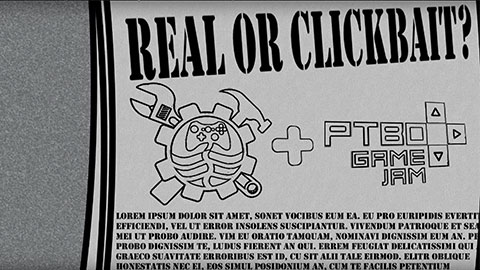 REAL OR CLICKBAIT?
PTBO
GAME
JAM
LOREM IPSUM DOLOR SIT AMET, SONET VOCIBUS EUM EA. EU PRO EURIPIDIS EVERTI
EFFICIENDI, VEL UT ERROR INSOLENS SUSCIPIANTUR. VIVENDUM PATRIOQUE ET SEA
MEI UT PROBO AUDIRE. VIM EU ORATIO TAMQUAM, NOMINAVI DIGNISSIM EUM AN. P
PROBO DIGNISSIM TE, LUDUS FIERENT AN QUI. ERREM FEUGIAT DELICATISSIMI QUI
GRAECO SUAVITATE ERRORIBUS EST ID, CU SIT ALII TALE EIRMOD. ELITR OBLIQUE
HONESTATIS NEC EI. EOS SIMUL POSIDONIUM AN, CUM TE FACILIS PETENTIUM